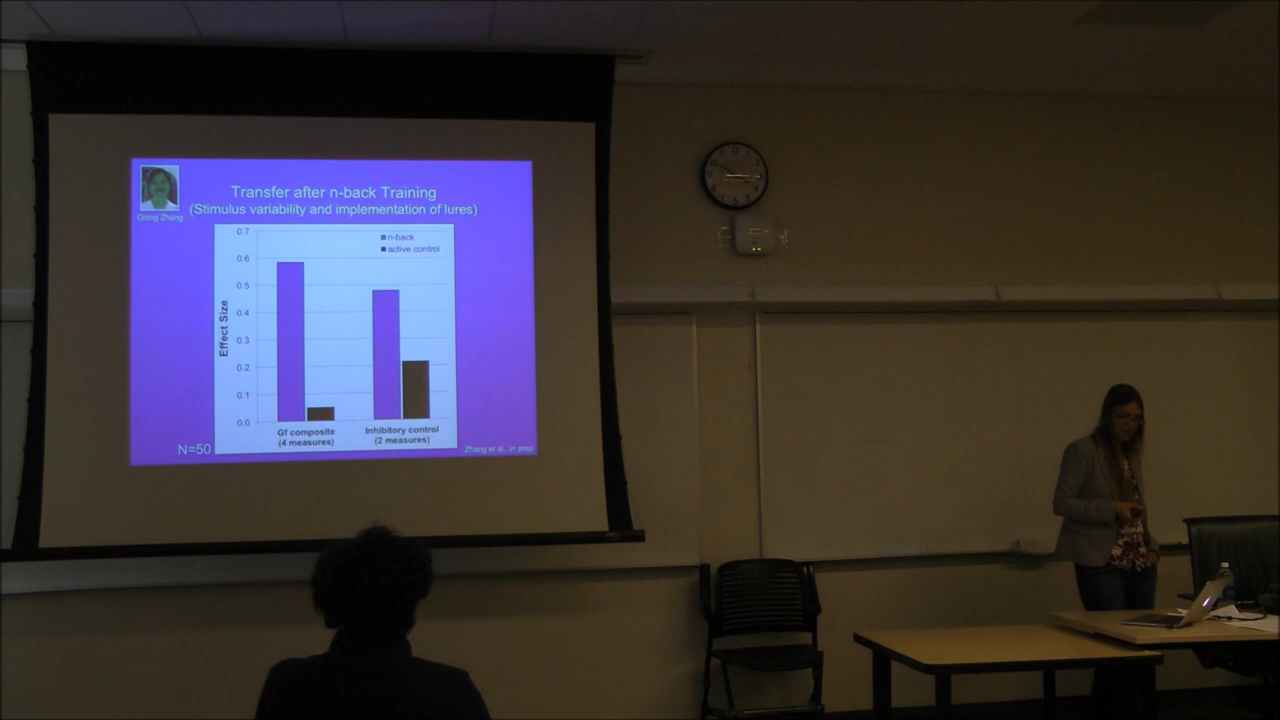 Transfer after n-back Training
(Stimulus variability and implementation of lures)
Qiong Zhang
n-back
active control
0.7
0.6
0.5
0.4
0.3
0.2
0.1
0.0
Effect Size
Gf composite
(4 measures)
Inhibitory control
(2 measures)
N=50
Zhang et al., in prep